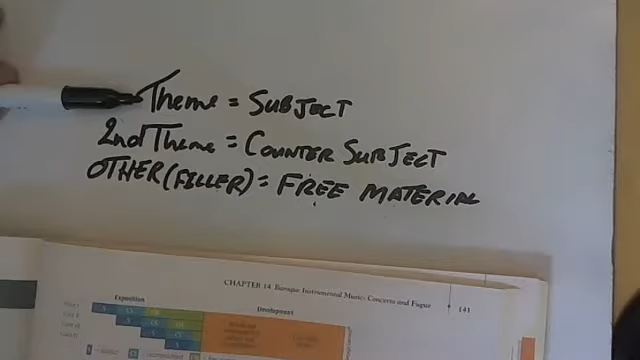 Theme = SUBJECT
2nd Theme = COUNTER SUBJECT
OTHER (FILLER) = FREE MATERIAL
CHAPTER 14 Baroque Instrumental Music: Concerto and Fugue 141
Exposition Development